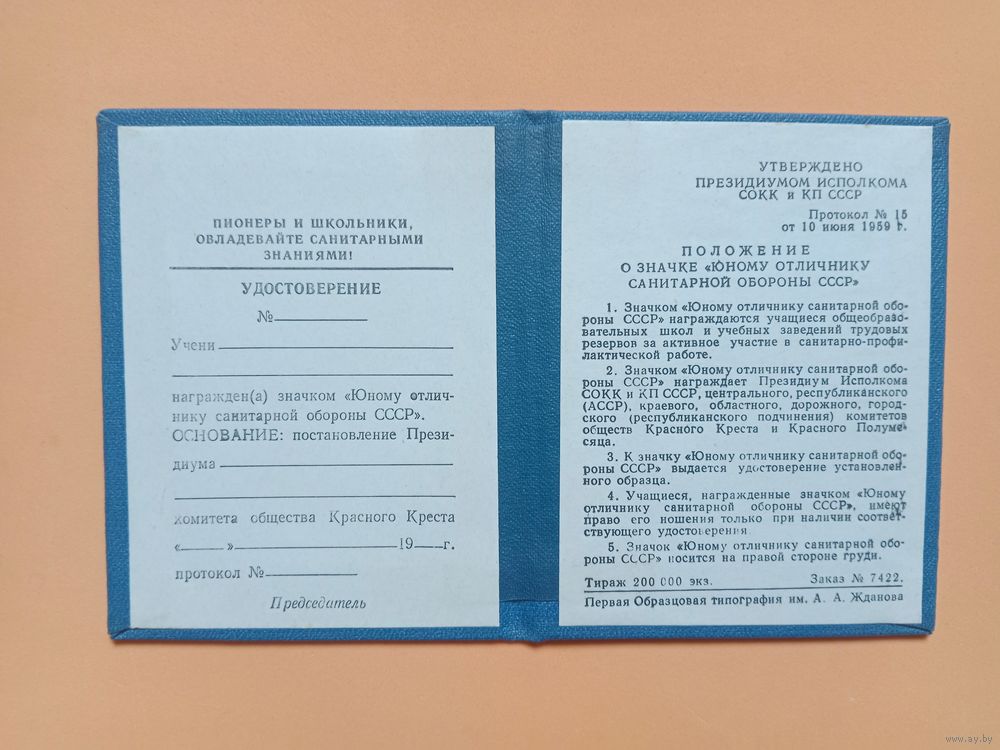 ПИОНЕРЫ И ШКОЛЬНИКИ,
ОВЛАДЕВАЙТЕ САНИТАРНЫМИ
ЗНАНИЯМИ!
УДОСТОВЕРЕНИЕ
№
Учени
награжден(а) значком «Юному отлич-
нику санитарной обороны СССР».
ОСНОВАНИЕ: постановление Прези-
диума
комитета общества Красного Креста
« » 19 г.
протокол №
Председатель
УТВЕРЖДЕНО
ПРЕЗИДИУМОМ ИСПОЛКОМА
СОКК и КП СССР
Протокол № 15
от 10 июня 1959 г.
ПОЛОЖЕНИЕ
О ЗНАЧКЕ «ЮНОМУ ОТЛИЧНИКУ
САНИТАРНОЙ ОБОРОНЫ СССР»
1. Значком «Юному отличнику санитарной обо-
роны СССР» награждаются учащиеся общеобразо-
вательных школ и учебных заведений трудовых
резервов за активное участие в санитарно-профи-
лактической работе.
2. Значком «Юному отличнику санитарной обо-
роны СССР» награждает Президиум Исполкома
СОКК и КП СССР, центрального, республиканского
(АССР), краевого, областного, дорожного, город-
ского (республиканского подчинения) комитетов
обществ Красного Креста и Красного Полуме-
сяца.
3. К значку «Юному отличнику санитарной обо-
роны СССР» выдается удостоверение установлен-
ного образца.
4. Учащиеся, награжденные значком «Юному
отличнику санитарной обороны СССР», имеют
право его ношения только при наличии соответ-
ствующего удостоверения
5. Значок «Юному отличнику санитарной обо-
роны СССР» носится на правой стороне груди.
Тираж 200 000 экз. Заказ № 7422.
Первая Образцовая типография им. А. А. Жданова
www.ay.by